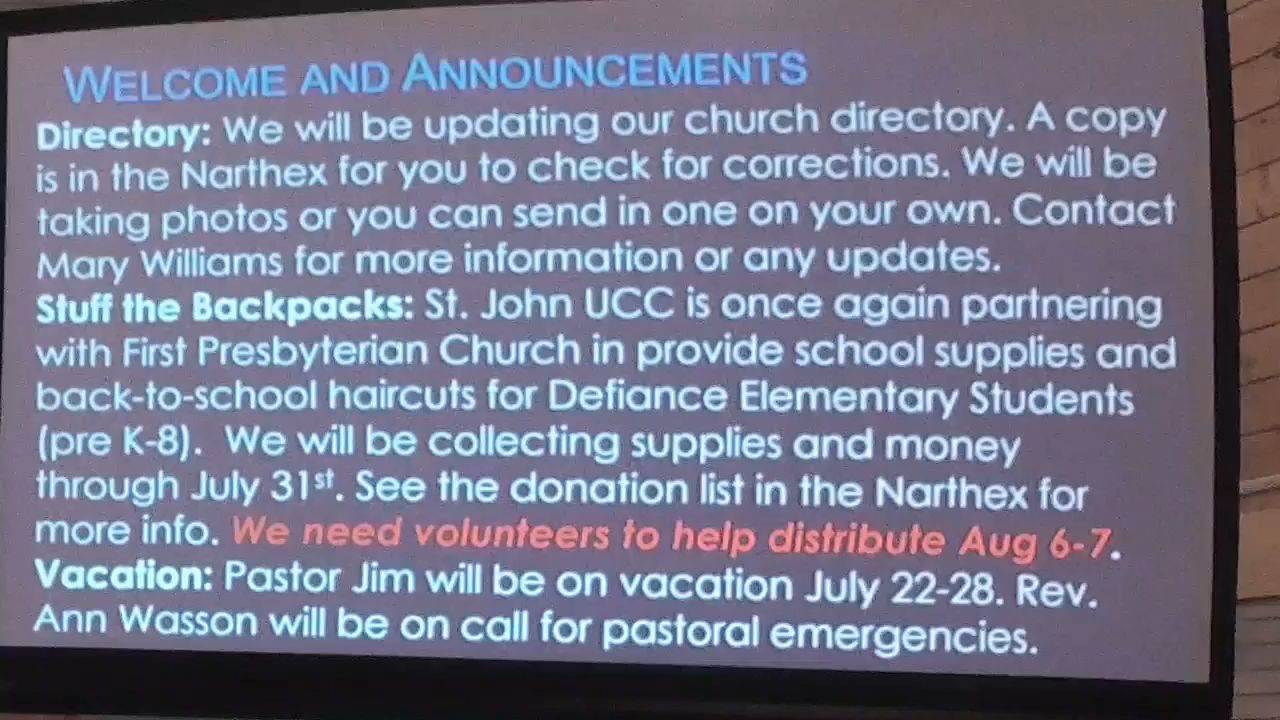 WELCOME AND ANNOUNCEMENTS
Directory: We will be updating our church directory. A copy
is in the Narthex for you to check for corrections. We will be
taking photos or you can send in one on your own. Contact
Mary Williams for more information or any updates.
Stuff the Backpacks: St. John UCC is once again partnering
with First Presbyterian Church in provide school supplies and
back-to-school haircuts for Defiance Elementary Students
(pre K-8).  We will be collecting supplies and money
through July 31st. See the donation list in the Narthex for
more info. We need volunteers to help distribute Aug 6-7.
Vacation: Pastor Jim will be on vacation July 22-28. Rev.
Ann Wasson will be on call for pastoral emergencies.